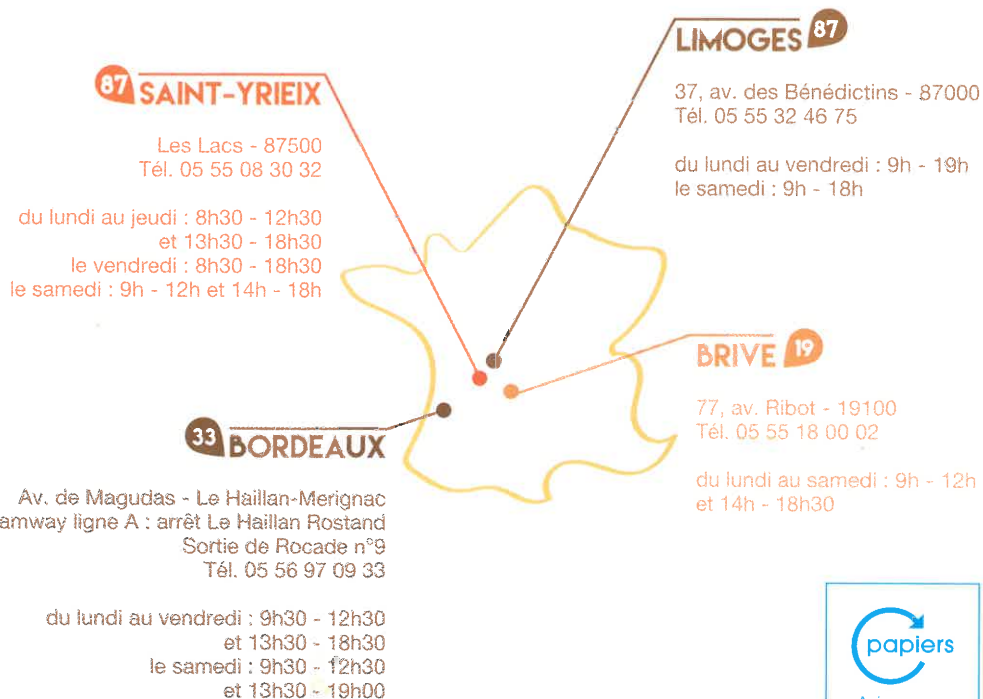 87 SAINT-YRIEIX
Les Lacs - 87500
Tél. 05 55 08 30 32
du lundi au jeudi : 8h30 - 12h30
et 13h30 - 18h30
le vendredi : 8h30 - 18h30
le samedi : 9h - 12h et 14h - 18h
LIMOGES 87
37, av. des Bénédictins - 87000
Tél. 05 55 32 46 75
du lundi au vendredi : 9h - 19h
le samedi : 9h - 18h
BRIVE 19
77, av. Ribot - 19100
Tél. 05 55 18 00 02
du lundi au samedi : 9h - 12h
et 14h - 18h30
33 BORDEAUX
Av. de Magudas - Le Haillan-Merignac
amway ligne A : arrêt Le Haillan Rostand
Sortie de Rocade n°9
Tél. 05 56 97 09 33
du lundi au vendredi : 9h30 - 12h30
et 13h30 - 18h30
le samedi : 9h30 - 12h30
et 13h30 - 19h00
papiers